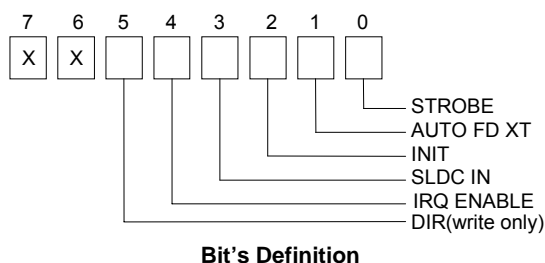 7 6 5 4 3 2 1 0
X X
STROBE
AUTO FD XT
INIT
SLDC IN
IRQ ENABLE
DIR(write only)
Bit's Definition